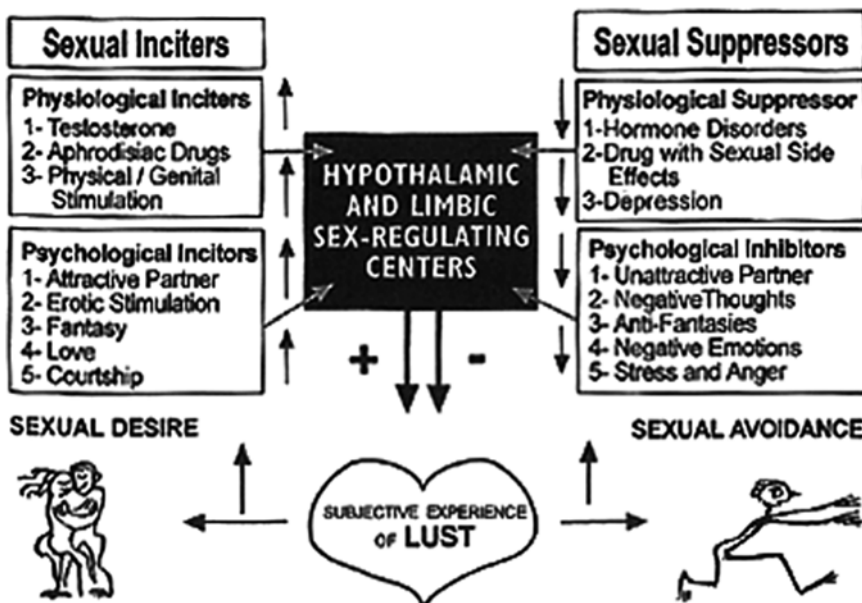 Sexual Inciters
Physiological Inciters
1- Testosterone
2- Aphrodisiac Drugs
3- Physical / Genital
Stimulation
Psychological Incitors
1- Attractive Partner
2- Erotic Stimulation
3- Fantasy
4- Love
5- Courtship
HYPOTHALAMIC
AND LIMBIC
SEX-REGULATING
CENTERS
+ -
Sexual Suppressors
Physiological Suppressor
1-Hormone Disorders
2-Drug with Sexual Side
Effects
3-Depression
Psychological Inhibitors
1- Unattractive Partner
2- NegativeThoughts
3- Anti-Fantasies
4- Negative Emotions
5- Stress and Anger
SEXUAL DESIRE
SUBJECTIVE EXPERIENCE
OF LUST
SEXUAL AVOIDANCE